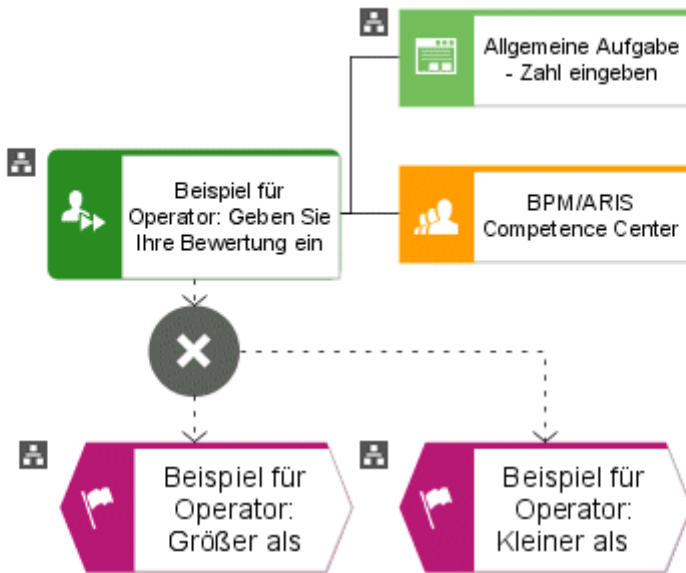 Allgemeine Aufgabe
- Zahl eingeben
Beispiel für
Operator: Geben Sie
Ihre Bewertung ein
BPM/ARIS
Competence Center
Beispiel für
Operator:
Größer als
Beispiel für
Operator:
Kleiner als